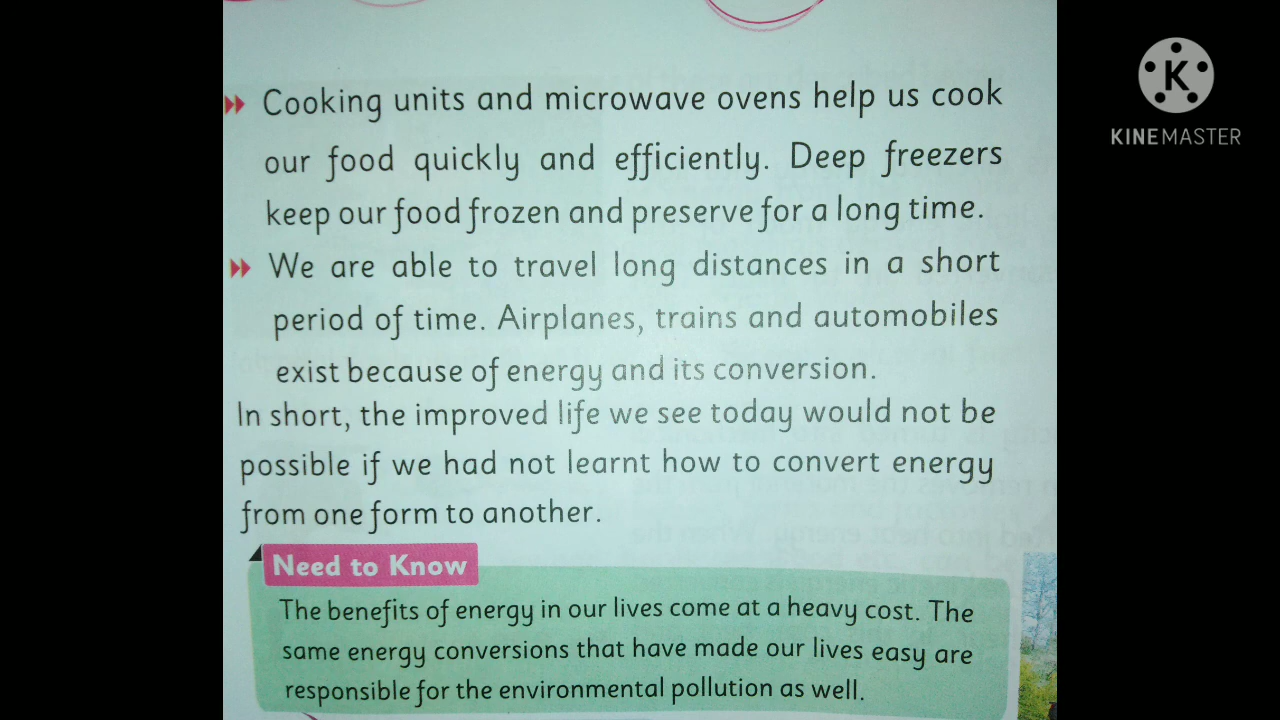 Cooking units and microwave ovens help us cook
our food quickly and efficiently. Deep freezers
keep our food frozen and preserve for a long time.
We are able to travel long distances in a short
period of time. Airplanes, trains and automobiles
exist because of energy and its conversion.
In short, the improved life we see today would not be
possible if we had not learnt how to convert energy
from one form to another.
Need to Know
The benefits of energy in our lives come at a heavy cost. The
same energy conversions that have made our lives easy are
responsible for the environmental pollution as well.
K
KINEMASTER